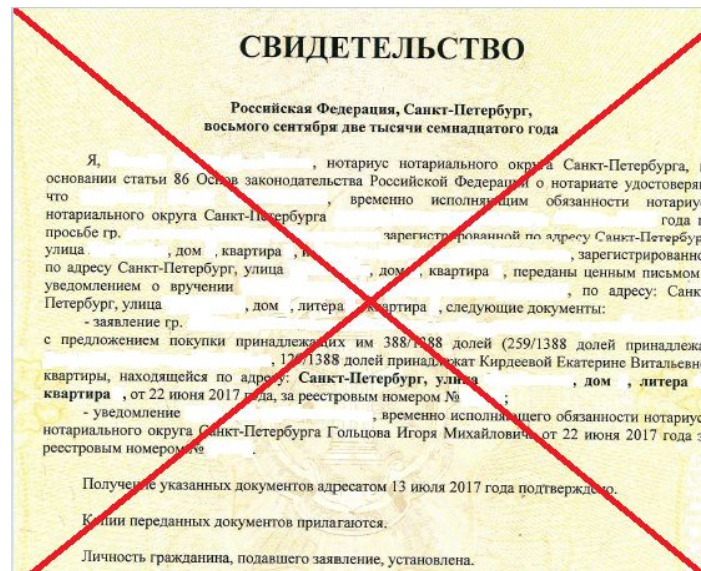 СВИДЕТЕЛЬСТВО
Российская Федерация, Санкт-Петербург,
восьмого сентября две тысячи семнадцатого года
Я, , нотариус нотариального округа Санкт-Петербурга,
основании статьи 86 Основ законодательства Российской Федерации о нотариате удостоверя
что , временно исполняющим обязанности нотариус
нотариального округа Санкт-Петербурга года п
просьбе гр. зарегистрированной по адресу Санкт-Петербур
улица , дом , квартира , и , зарегистрированно
по адресу Санкт-Петербург, улица , дом , квартира , переданы ценным письмом
уведомлением о вручении , по адресу: Санк
Петербург, улица , дом , литера квартира , следующие документы:
- заявление гр.
с предложением покупки принадлежащих им 388/1388 долей (259/1388 долей принадлежа
, 129/1388 долей принадлежат Кирдеевой Екатерине Витальевн
квартиры, находящейся по адресу: Санкт-Петербург, улица , дом , литера
квартира , от 22 июня 2017 года, за реестровым номером № ;
- уведомление , временно исполняющего обязанности нотариус
нотариального округа Санкт-Петербурга Гольцова Игоря Михайловича от 22 июня 2017 года з
реестровым номером № .
Получение указанных документов адресатом 13 июля 2017 года подтверждено.
Копии переданных документов прилагаются.
Личность гражданина, подавшего заявление, установлена.